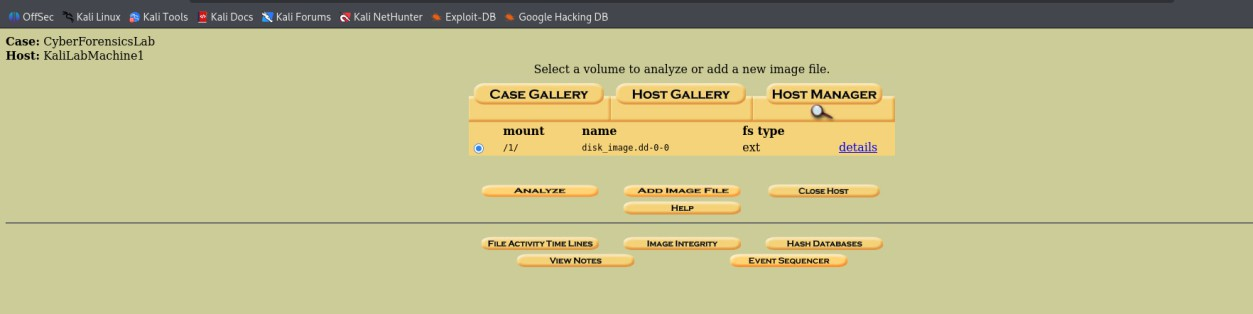 OffSec Kali Linux Kali Tools Kali Docs Kali Forums Kali NetHunter Exploit-DB Google Hacking DB
Case: CyberForensicsLab
Host: KaliLabMachine1
Select a volume to analyze or add a new image file.
CASE GALLERY HOST GALLERY HOST MANAGER
mount name fs type
/1/ disk_image.dd-0-0 ext details
ANALYZE ADD IMAGE FILE CLOSE HOST
HELP
FILE ACTIVITY TIME LINES IMAGE INTEGRITY HASH DATABASES
VIEW NOTES EVENT SEQUENCER